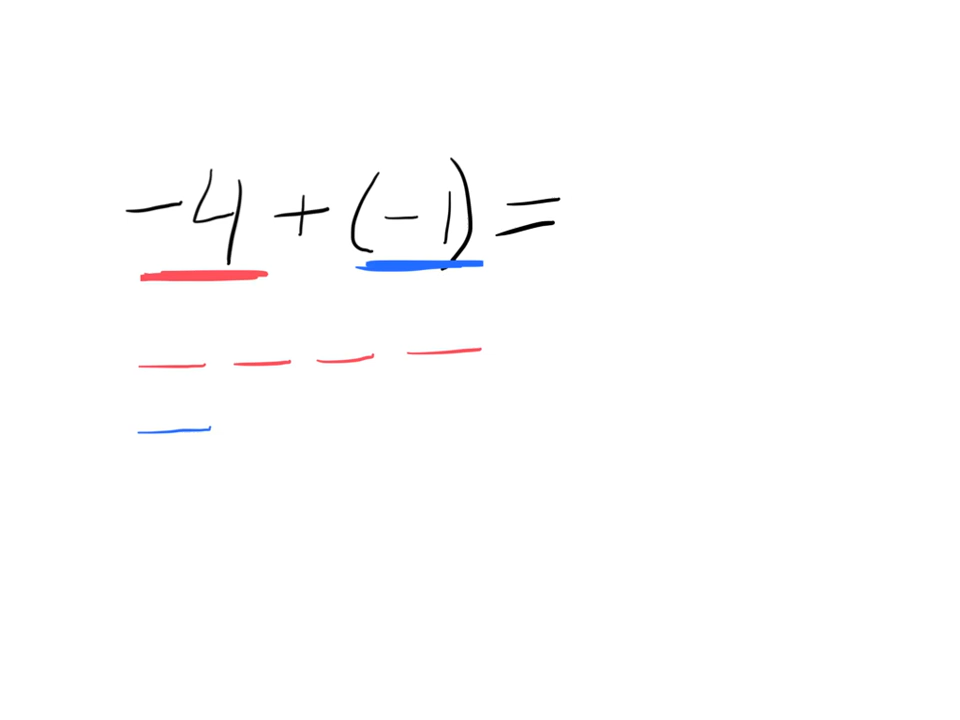 -4 + (-1) =
— — — —
—